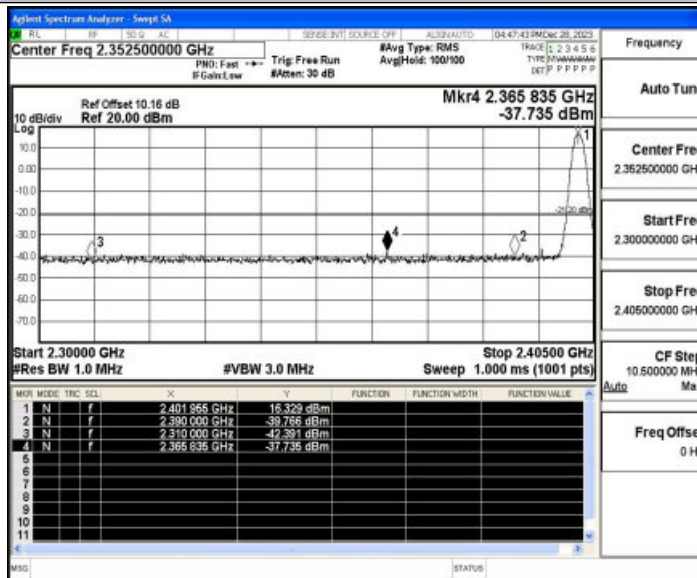 Agilent Spectrum Analyzer - Swept SA
RL RF 50 Ω AC SENSE:INT SOURCE OFF ALIGNAUTO 04:47:43 PM Dec 28, 2023
Center Freq 2.352500000 GHz
PNO: Fast
IFGain:Low
Trig: Free Run
#Atten: 30 dB
#Avg Type: RMS
Avg|Hold: 100/100
TRACE 1 2 3 4 5 6
TYPE
DET P P P P P P
Ref Offset 10.16 dB
Ref 20.00 dBm
10 dB/div
Log
Mkr4 2.365 835 GHz
-37.735 dBm
10.0
0.00
-10.0
-20.0
-30.0
-40.0
-50.0
-60.0
-70.0
1
2
3
4
Start 2.30000 GHz
Stop 2.40500 GHz
#Res BW 1.0 MHz
#VBW 3.0 MHz
Sweep 1.000 ms (1001 pts)
MKR MODE TRC SCL X Y FUNCTION FUNCTION WIDTH FUNCTION VALUE
1 N f 2.401 955 GHz 16.329 dBm
2 N f 2.390 000 GHz -39.766 dBm
3 N f 2.310 000 GHz -42.391 dBm
4 N f 2.365 835 GHz -37.735 dBm
5
6
7
8
9
10
11
MSG
STATUS
Frequency
Auto Tun
Center Fre
2.352500000 GH
Start Fre
2.300000000 GH
Stop Fre
2.405000000 GH
CF Step
10.500000 MH
Auto Ma
Freq Offse
0 H